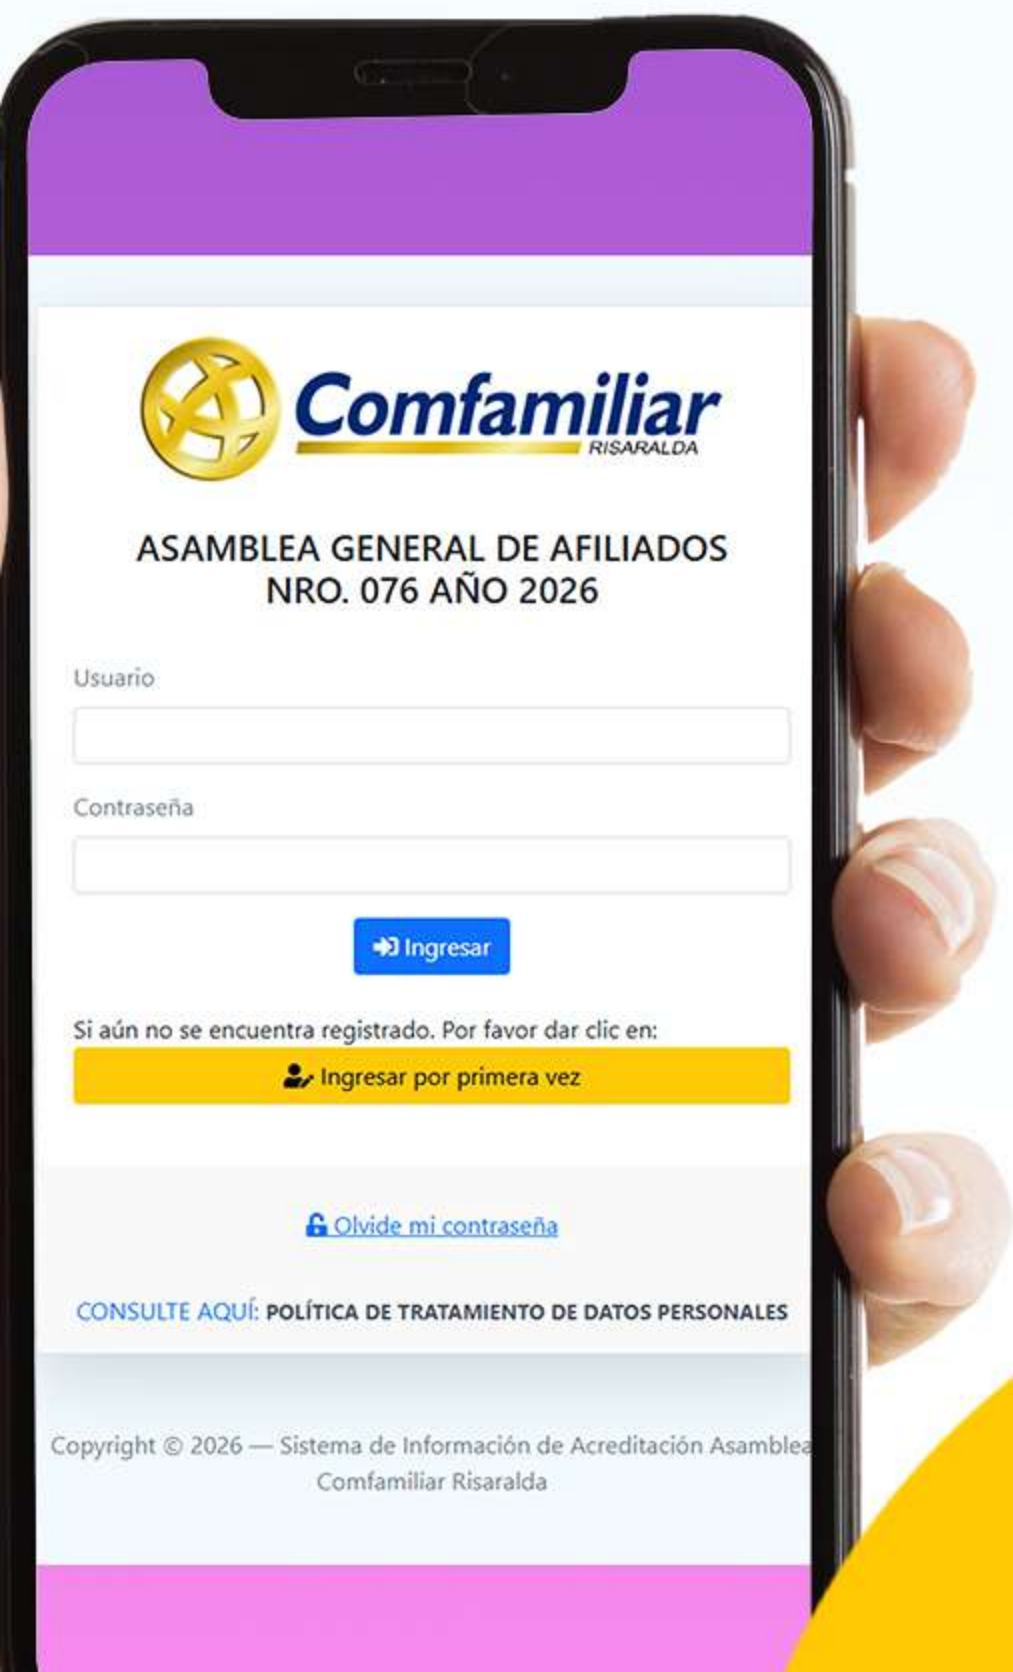 Comfamiliar
RISARALDA
ASAMBLEA GENERAL DE AFILIADOS
NRO. 076 AÑO 2026
Usuario
Contraseña
Ingresar
Si aún no se encuentra registrado. Por favor dar clic en:
Ingresar por primera vez
Olvide mi contraseña
CONSULTE AQUÍ: POLÍTICA DE TRATAMIENTO DE DATOS PERSONALES
Copyright © 2026 — Sistema de Información de Acreditación Asamblea
Comfamiliar Risaralda